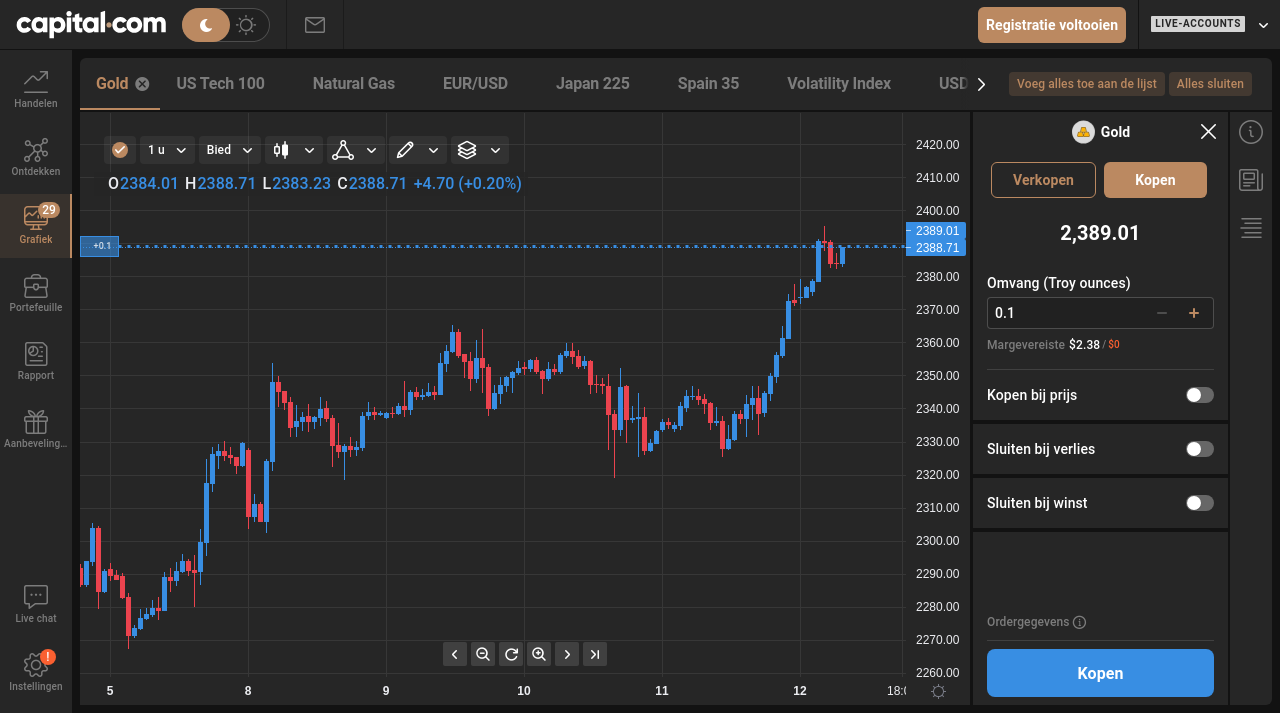 capital.com
Registratie voltooien
LIVE-ACCOUNTS
Handelen
Ontdekken
29
Grafiek
Portefeuille
Rapport
Aanbeveling...
Live chat
!
Instellingen
Gold US Tech 100 Natural Gas EUR/USD Japan 225 Spain 35 Volatility Index USD
Voeg alles toe aan de lijst Alles sluiten
1 u Bied
O2384.01 H2388.71 L2383.23 C2388.71 +4.70 (+0.20%)
+0.1
2420.00
2410.00
2400.00
2389.01
2388.71
2380.00
2370.00
2360.00
2350.00
2340.00
2330.00
2320.00
2310.00
2300.00
2290.00
2280.00
2270.00
2260.00
5 8 9 10 11 12 18:0
Gold
Verkopen Kopen
2,389.01
Omvang (Troy ounces)
0.1 − +
Margevereiste $2.38 / $0
Kopen bij prijs
Sluiten bij verlies
Sluiten bij winst
Ordergegevens
Kopen